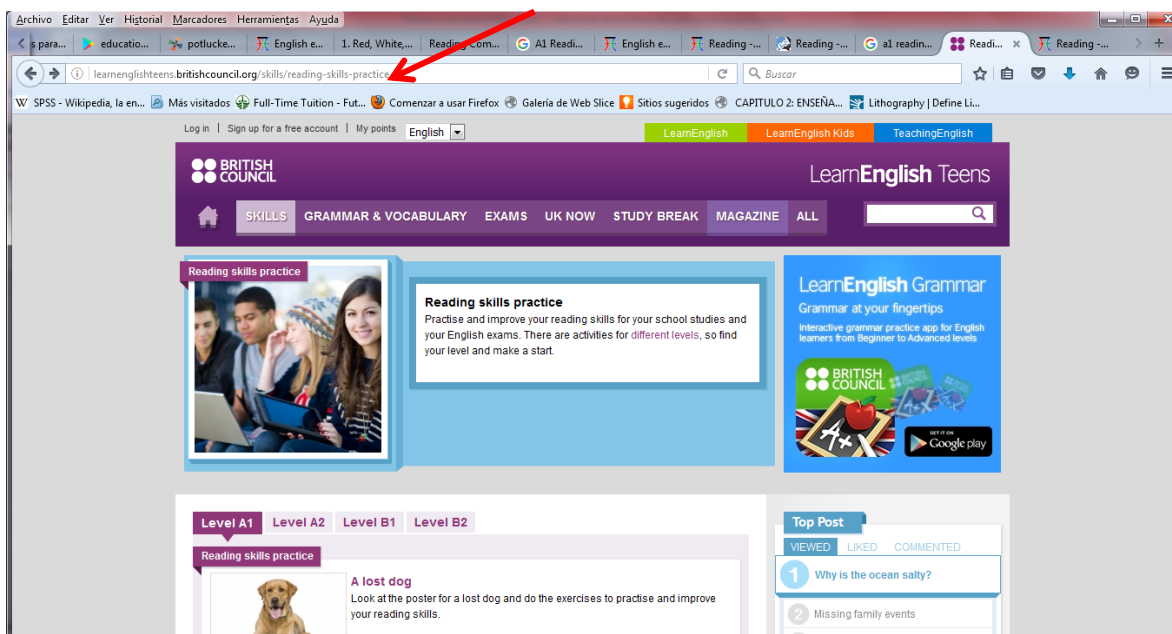 Archivo Editar Ver Historial Marcadores Herramientas Ayuda
s para... educatio... potlucke... English e... 1. Red, White,... Reading Com... A1 Readi... English e... Reading -... Reading -... a1 readin... Readi... Reading -...
learnenglishteens.britishcouncil.org/skills/reading-skills-practice
Buscar
SPSS - Wikipedia, la en... Más visitados Full-Time Tuition - Fut... Comenzar a usar Firefox Galería de Web Slice Sitios sugeridos CAPITULO 2: ENSEÑA... Lithography | Define Li...
Log in | Sign up for a free account | My points English LearnEnglish LearnEnglish Kids TeachingEnglish
BRITISH
COUNCIL
LearnEnglish Teens
SKILLS GRAMMAR & VOCABULARY EXAMS UK NOW STUDY BREAK MAGAZINE ALL
Reading skills practice
Reading skills practice
Practise and improve your reading skills for your school studies and
your English exams. There are activities for different levels, so find
your level and make a start.
LearnEnglish Grammar
Grammar at your fingertips
Interactive grammar practice app for English
learners from Beginner to Advanced levels
BRITISH
COUNCIL
A+
GET IT ON
Google play
Level A1 Level A2 Level B1 Level B2
Reading skills practice
A lost dog
Look at the poster for a lost dog and do the exercises to practise and improve
your reading skills.
Top Post
VIEWED LIKED COMMENTED
1 Why is the ocean salty?
2 Missing family events